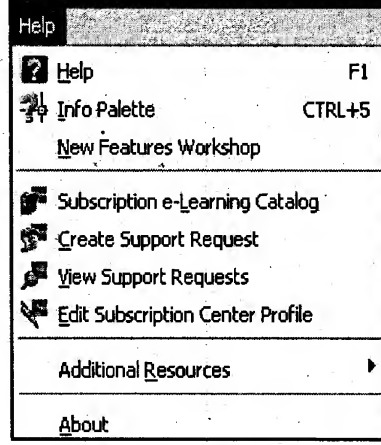 Help
Help F1
Info Palette CTRL+5
New Features Workshop
Subscription e-Learning Catalog
Create Support Request
View Support Requests
Edit Subscription Center Profile
Additional Resources
About